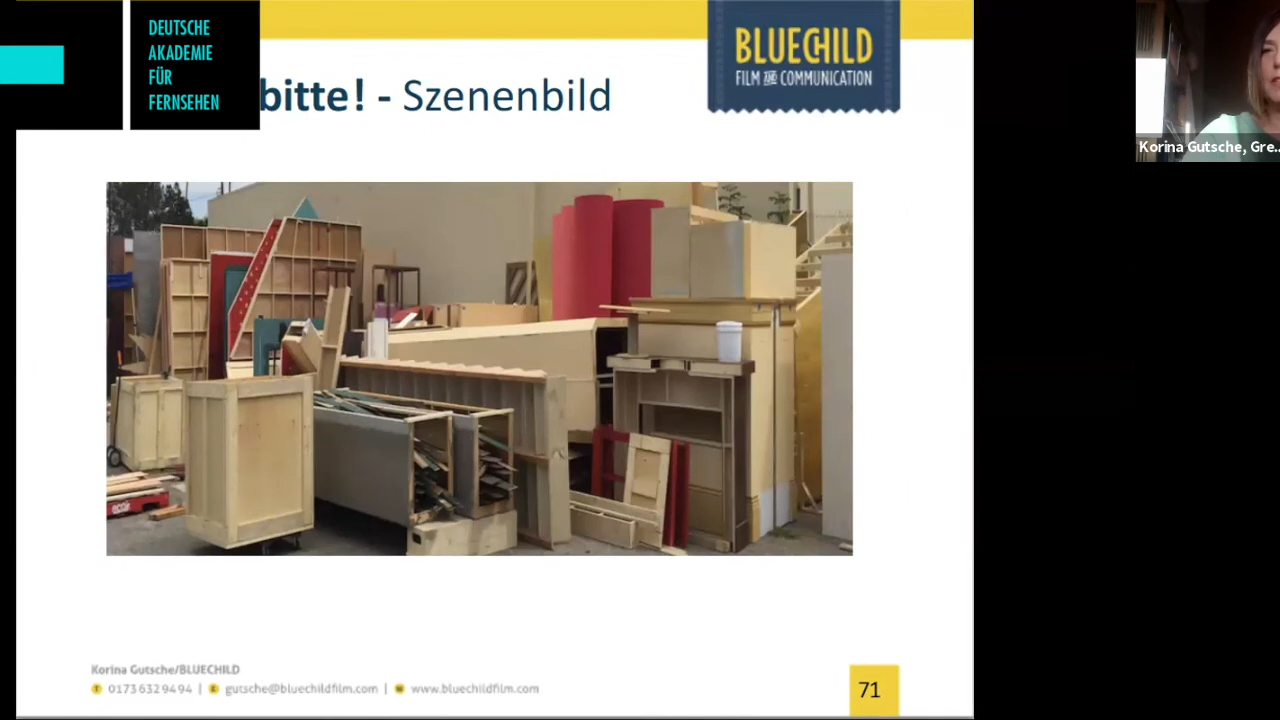 DEUTSCHE
AKADEMIE
FÜR
FERNSEHEN
bitte! - Szenenbild
BLUECHILD
FILM AND COMMUNICATION
Korina Gutsche, Gre...
Korina Gutsche/BLUECHILD
T 0173 632 94 94 | E gutsche@bluechildfilm.com | W www.bluechildfilm.com
71